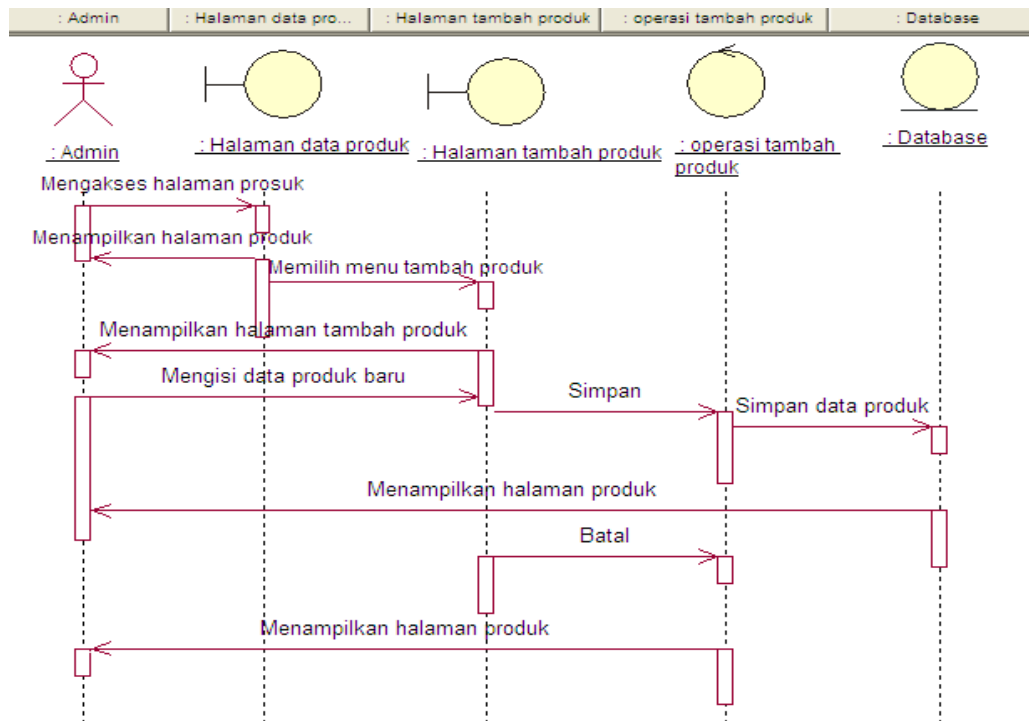 : Admin
: Halaman data pro...
: Halaman tambah produk
: operasi tambah produk
: Database
: Admin
: Halaman data produk
: Halaman tambah produk
: operasi tambah
produk
: Database
Mengakses halaman prosuk
Menampilkan halaman produk
Memilih menu tambah produk
Menampilkan halaman tambah produk
Mengisi data produk baru
Simpan
Simpan data produk
Menampilkan halaman produk
Batal
Menampilkan halaman produk